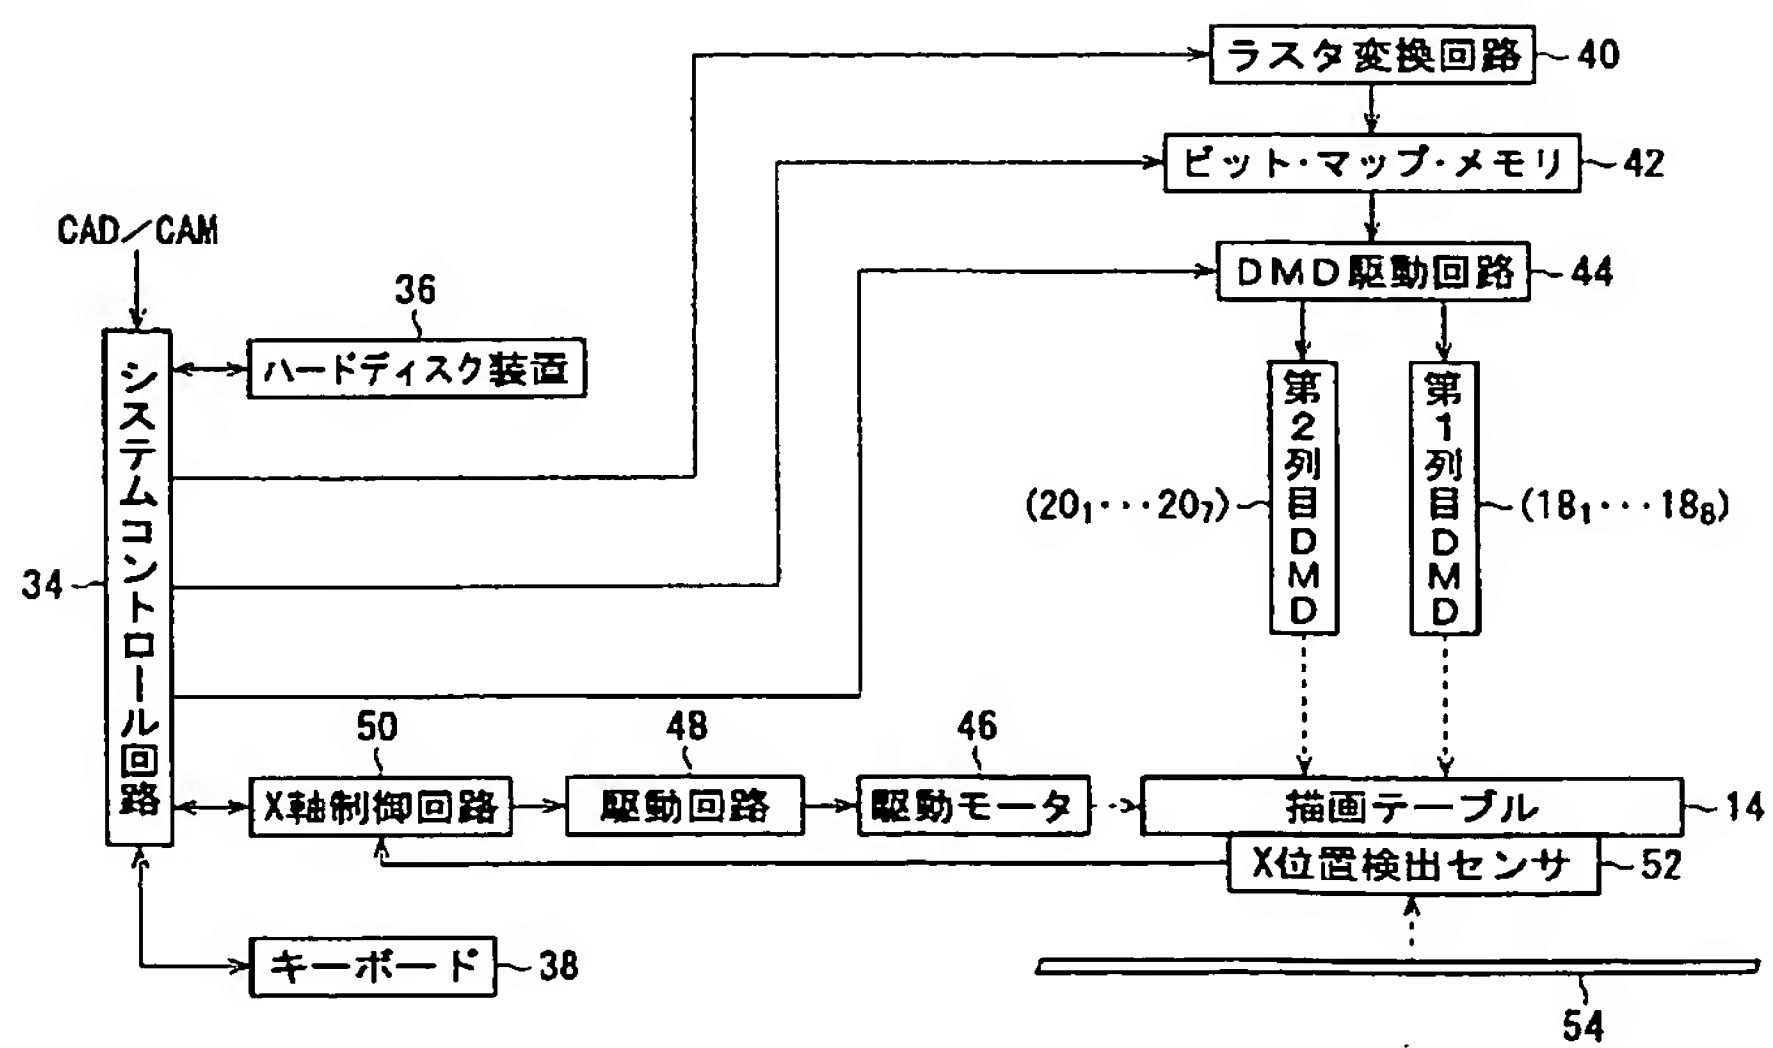 ラスタ変換回路
40
ビット・マップ・メモリ
42
CAD/CAM
DMD駆動回路
44
36
ハードディスク装置
システムコントロール回路
34
第2列目DMD
第1列目DMD
(20₁・・・20₇)
(18₁・・・18₈)
50
48
46
X軸制御回路
駆動回路
駆動モータ
描画テーブル
14
X位置検出センサ
52
キーボード
38
54